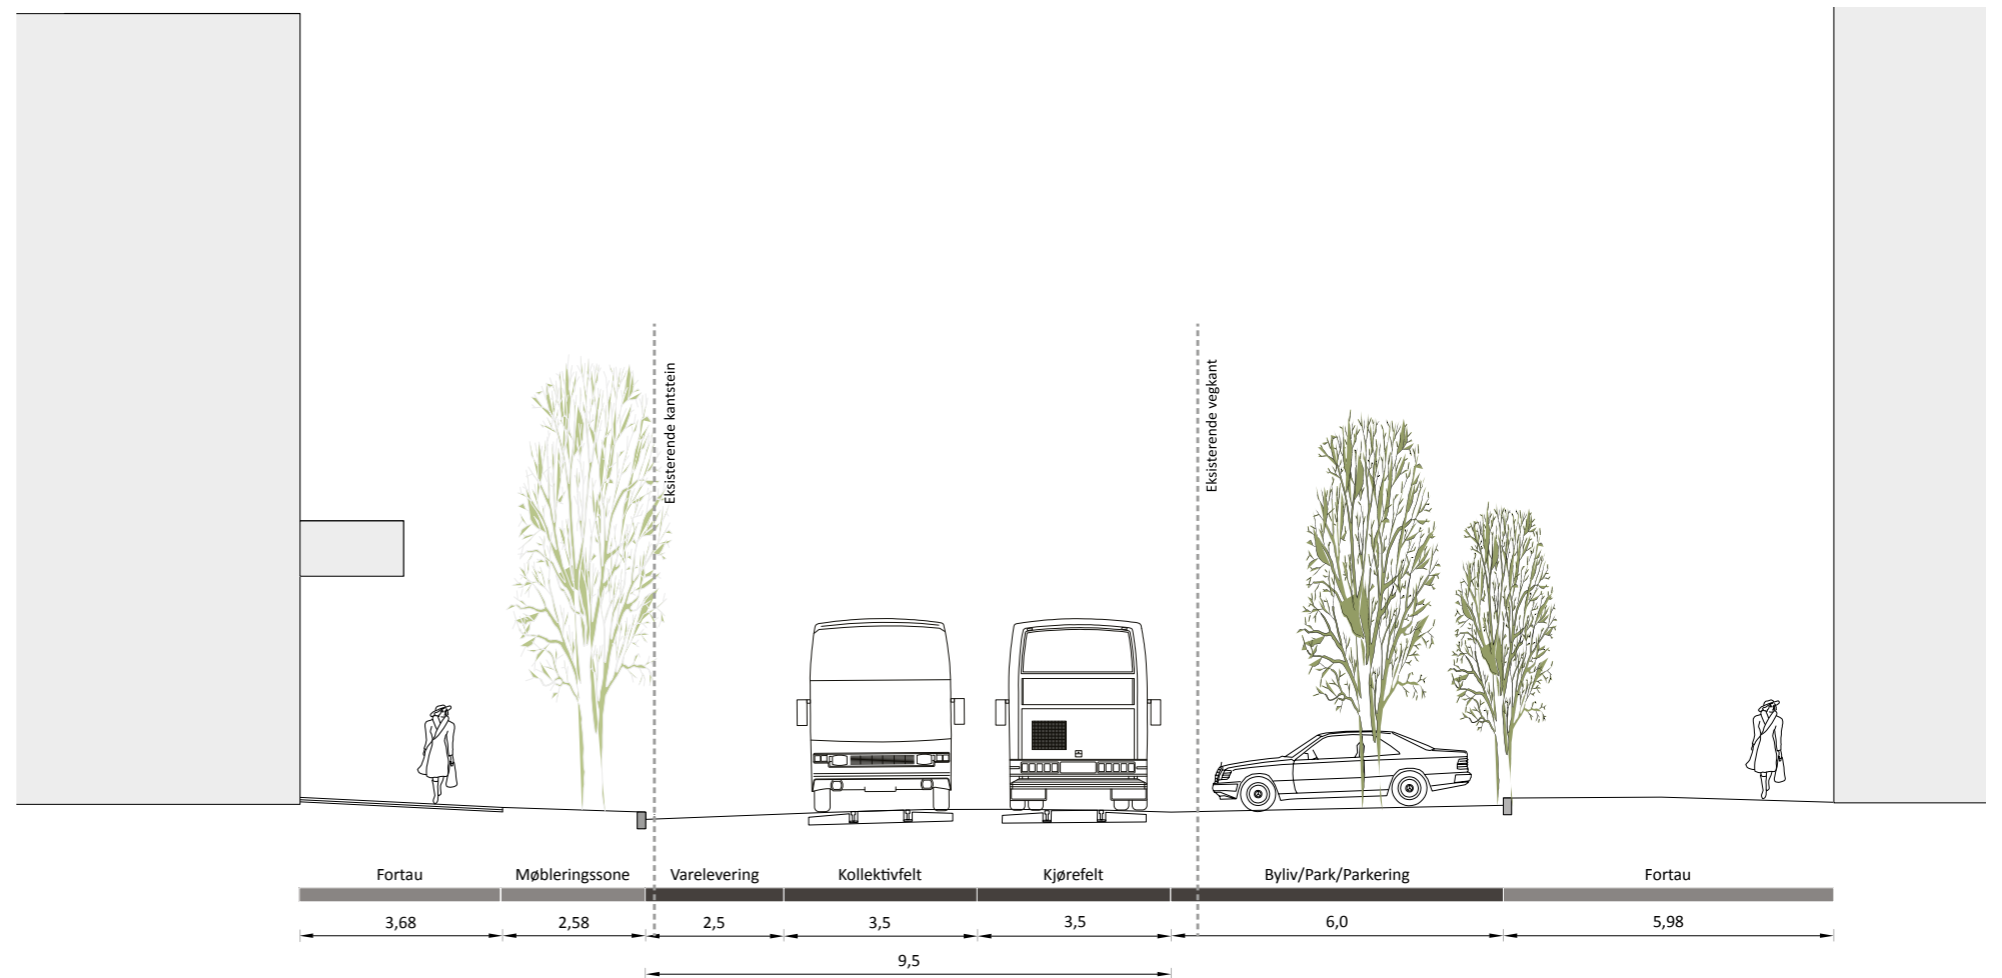 Eksisterende kantstein
Eksisterende vegkant
Fortau
Møbleringssone
Varelevering
Kollektivfelt
Kjørefelt
Byliv/Park/Parkering
Fortau
3,68
2,58
2,5
3,5
3,5
6,0
5,98
9,5